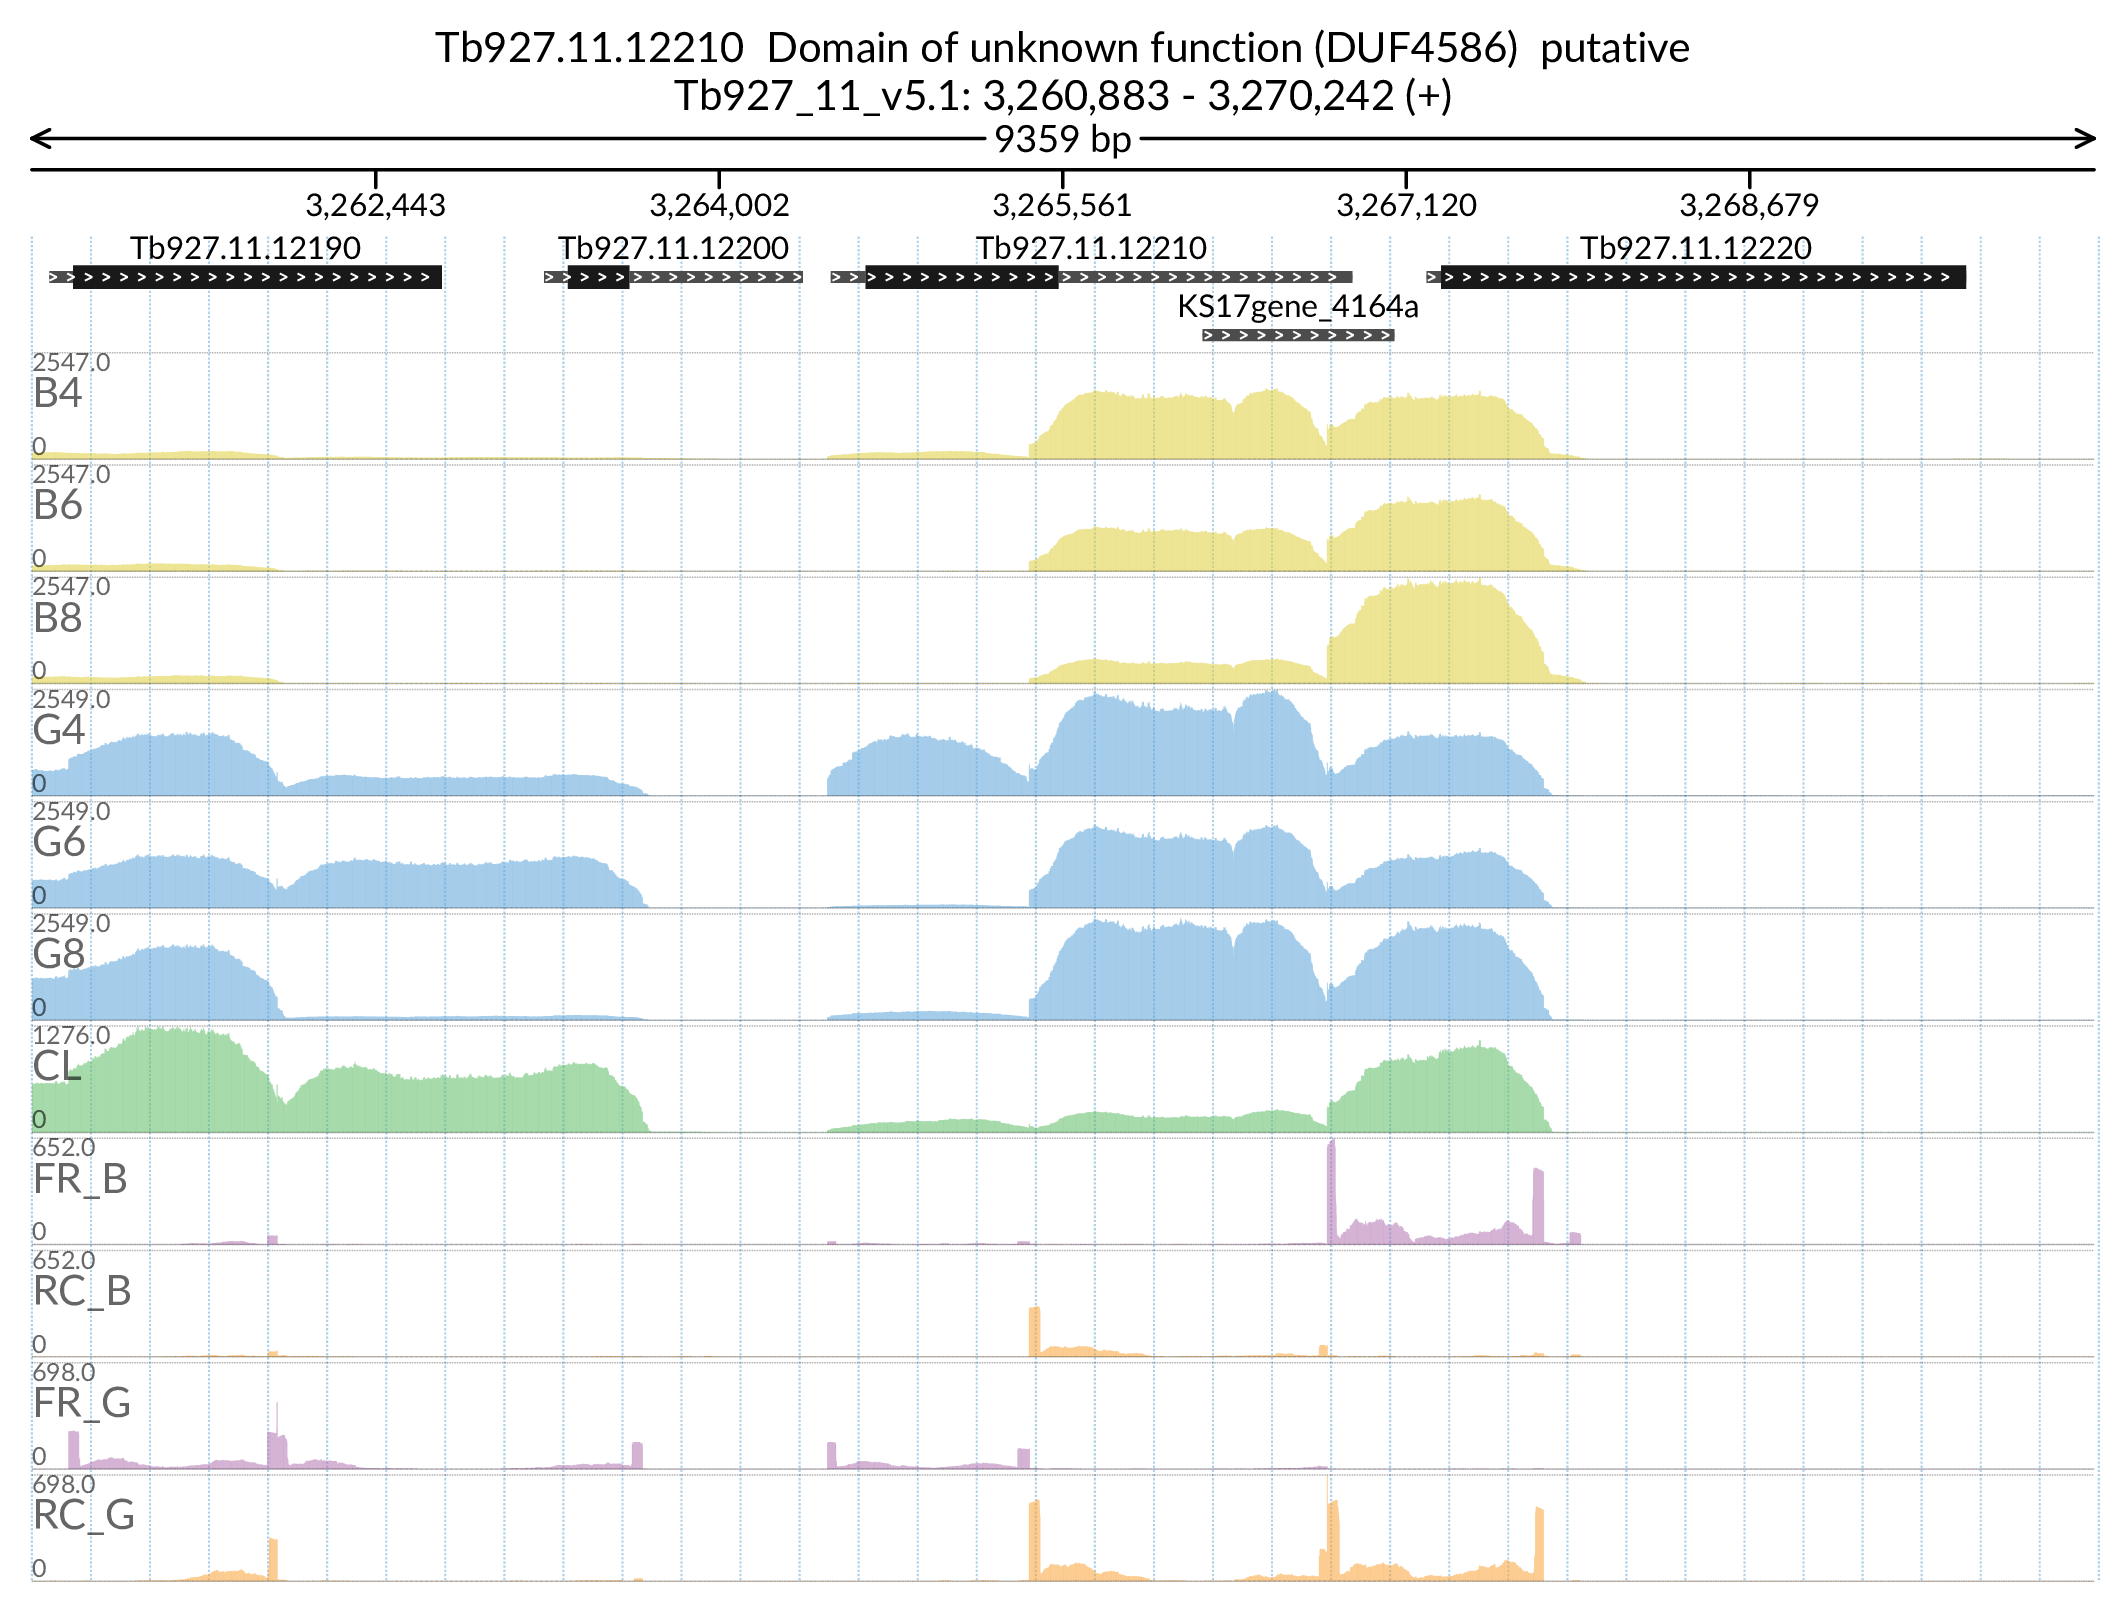 Tb927.11.12210  Domain of unknown function (DUF4586)  putative
Tb927_11_v5.1: 3,260,883 - 3,270,242 (+)
9359 bp
3,262,443 3,264,002 3,265,561 3,267,120 3,268,679
Tb927.11.12190 Tb927.11.12200 Tb927.11.12210 Tb927.11.12220
KS17gene_4164a
2547.0
B4
0
2547.0
B6
0
2547.0
B8
0
2549.0
G4
0
2549.0
G6
0
2549.0
G8
0
1276.0
CL
0
652.0
FR_B
0
652.0
RC_B
0
698.0
FR_G
0
698.0
RC_G
0